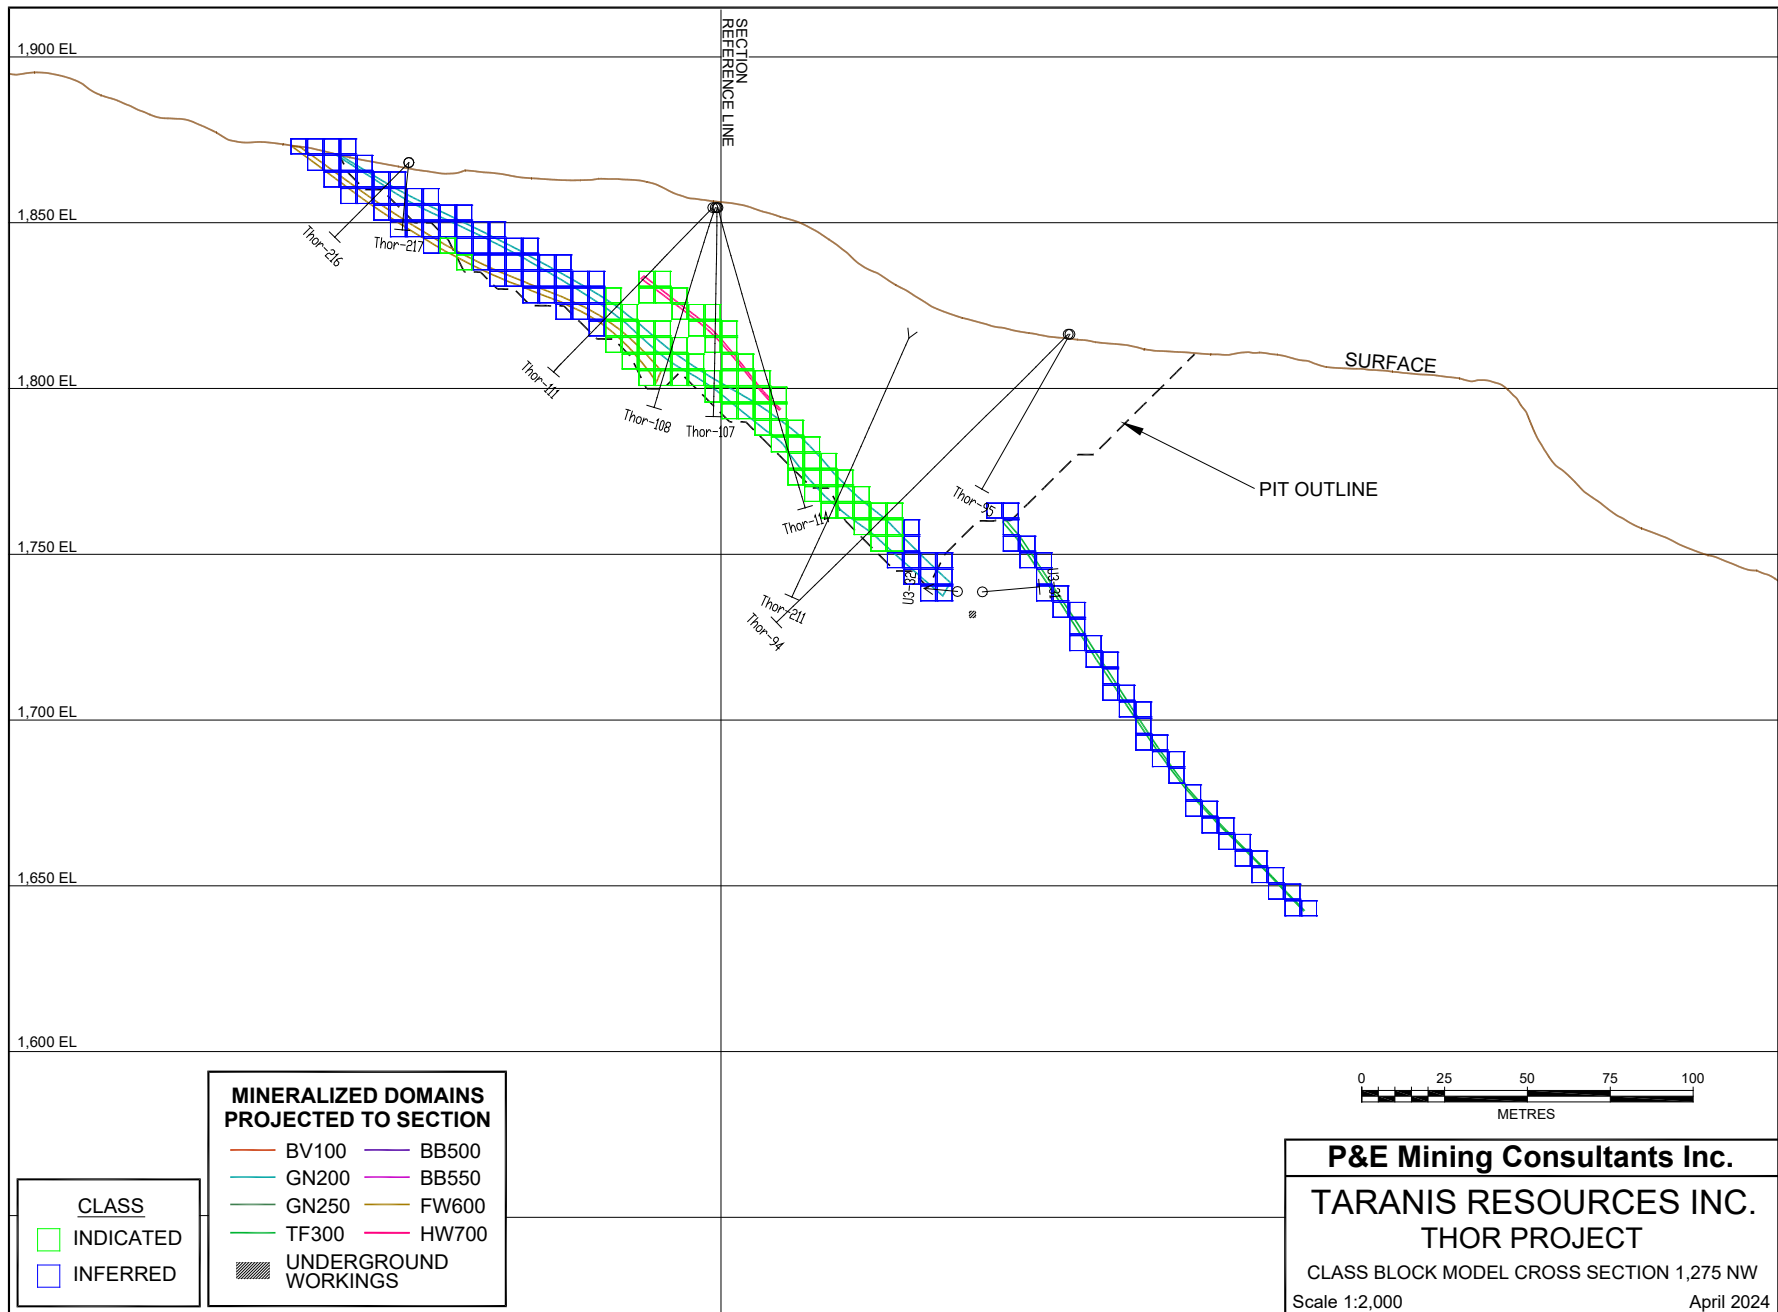 SECTION
REFERENCE LINE
1,900 EL
1,850 EL
1,800 EL
1,750 EL
1,700 EL
1,650 EL
1,600 EL
Thor-216
Thor-217
Thor-111
Thor-108
Thor-107
Thor-114
Thor-211
Thor-94
Thor-95
U3-32
U3-31
SURFACE
PIT OUTLINE
CLASS
INDICATED
INFERRED
MINERALIZED DOMAINS
PROJECTED TO SECTION
BV100 BB500
GN200 BB550
GN250 FW600
TF300 HW700
UNDERGROUND
WORKINGS
0 25 50 75 100
METRES
P&E Mining Consultants Inc.
TARANIS RESOURCES INC.
THOR PROJECT
CLASS BLOCK MODEL CROSS SECTION 1,275 NW
Scale 1:2,000 April 2024